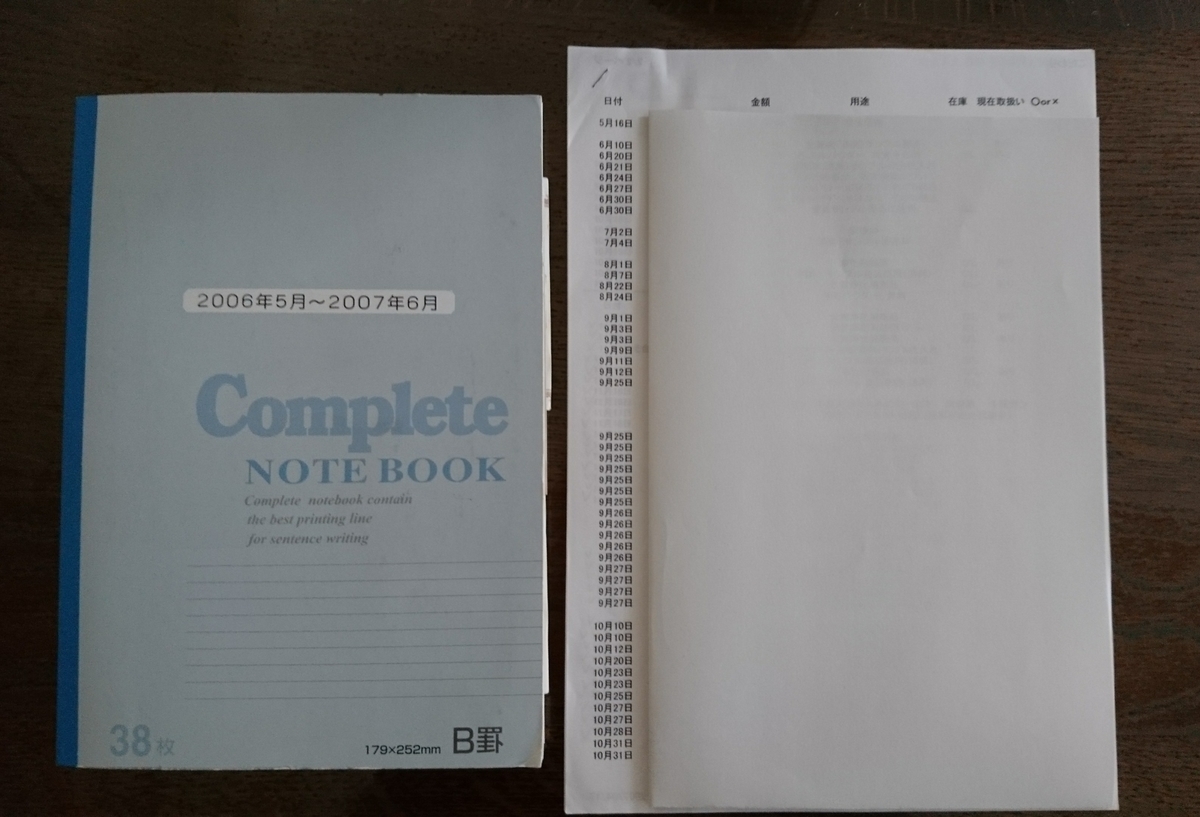 2006年5月～2007年6月
Complete
NOTE BOOK
Complete notebook contain
the best printing line
for sentence writing
38枚
179×252mm B罫
日付 金額 用途 在庫 現在取扱い 〇or×
5月16日
6月10日
6月20日
6月21日
6月24日
6月27日
6月30日
6月30日
7月2日
7月4日
8月1日
8月7日
8月22日
8月24日
9月1日
9月3日
9月3日
9月9日
9月11日
9月12日
9月25日
9月25日
9月25日
9月25日
9月25日
9月25日
9月25日
9月25日
9月26日
9月26日
9月26日
9月26日
9月26日
9月27日
9月27日
9月27日
9月27日
10月10日
10月10日
10月12日
10月20日
10月23日
10月23日
10月25日
10月27日
10月27日
10月28日
10月31日
10月31日